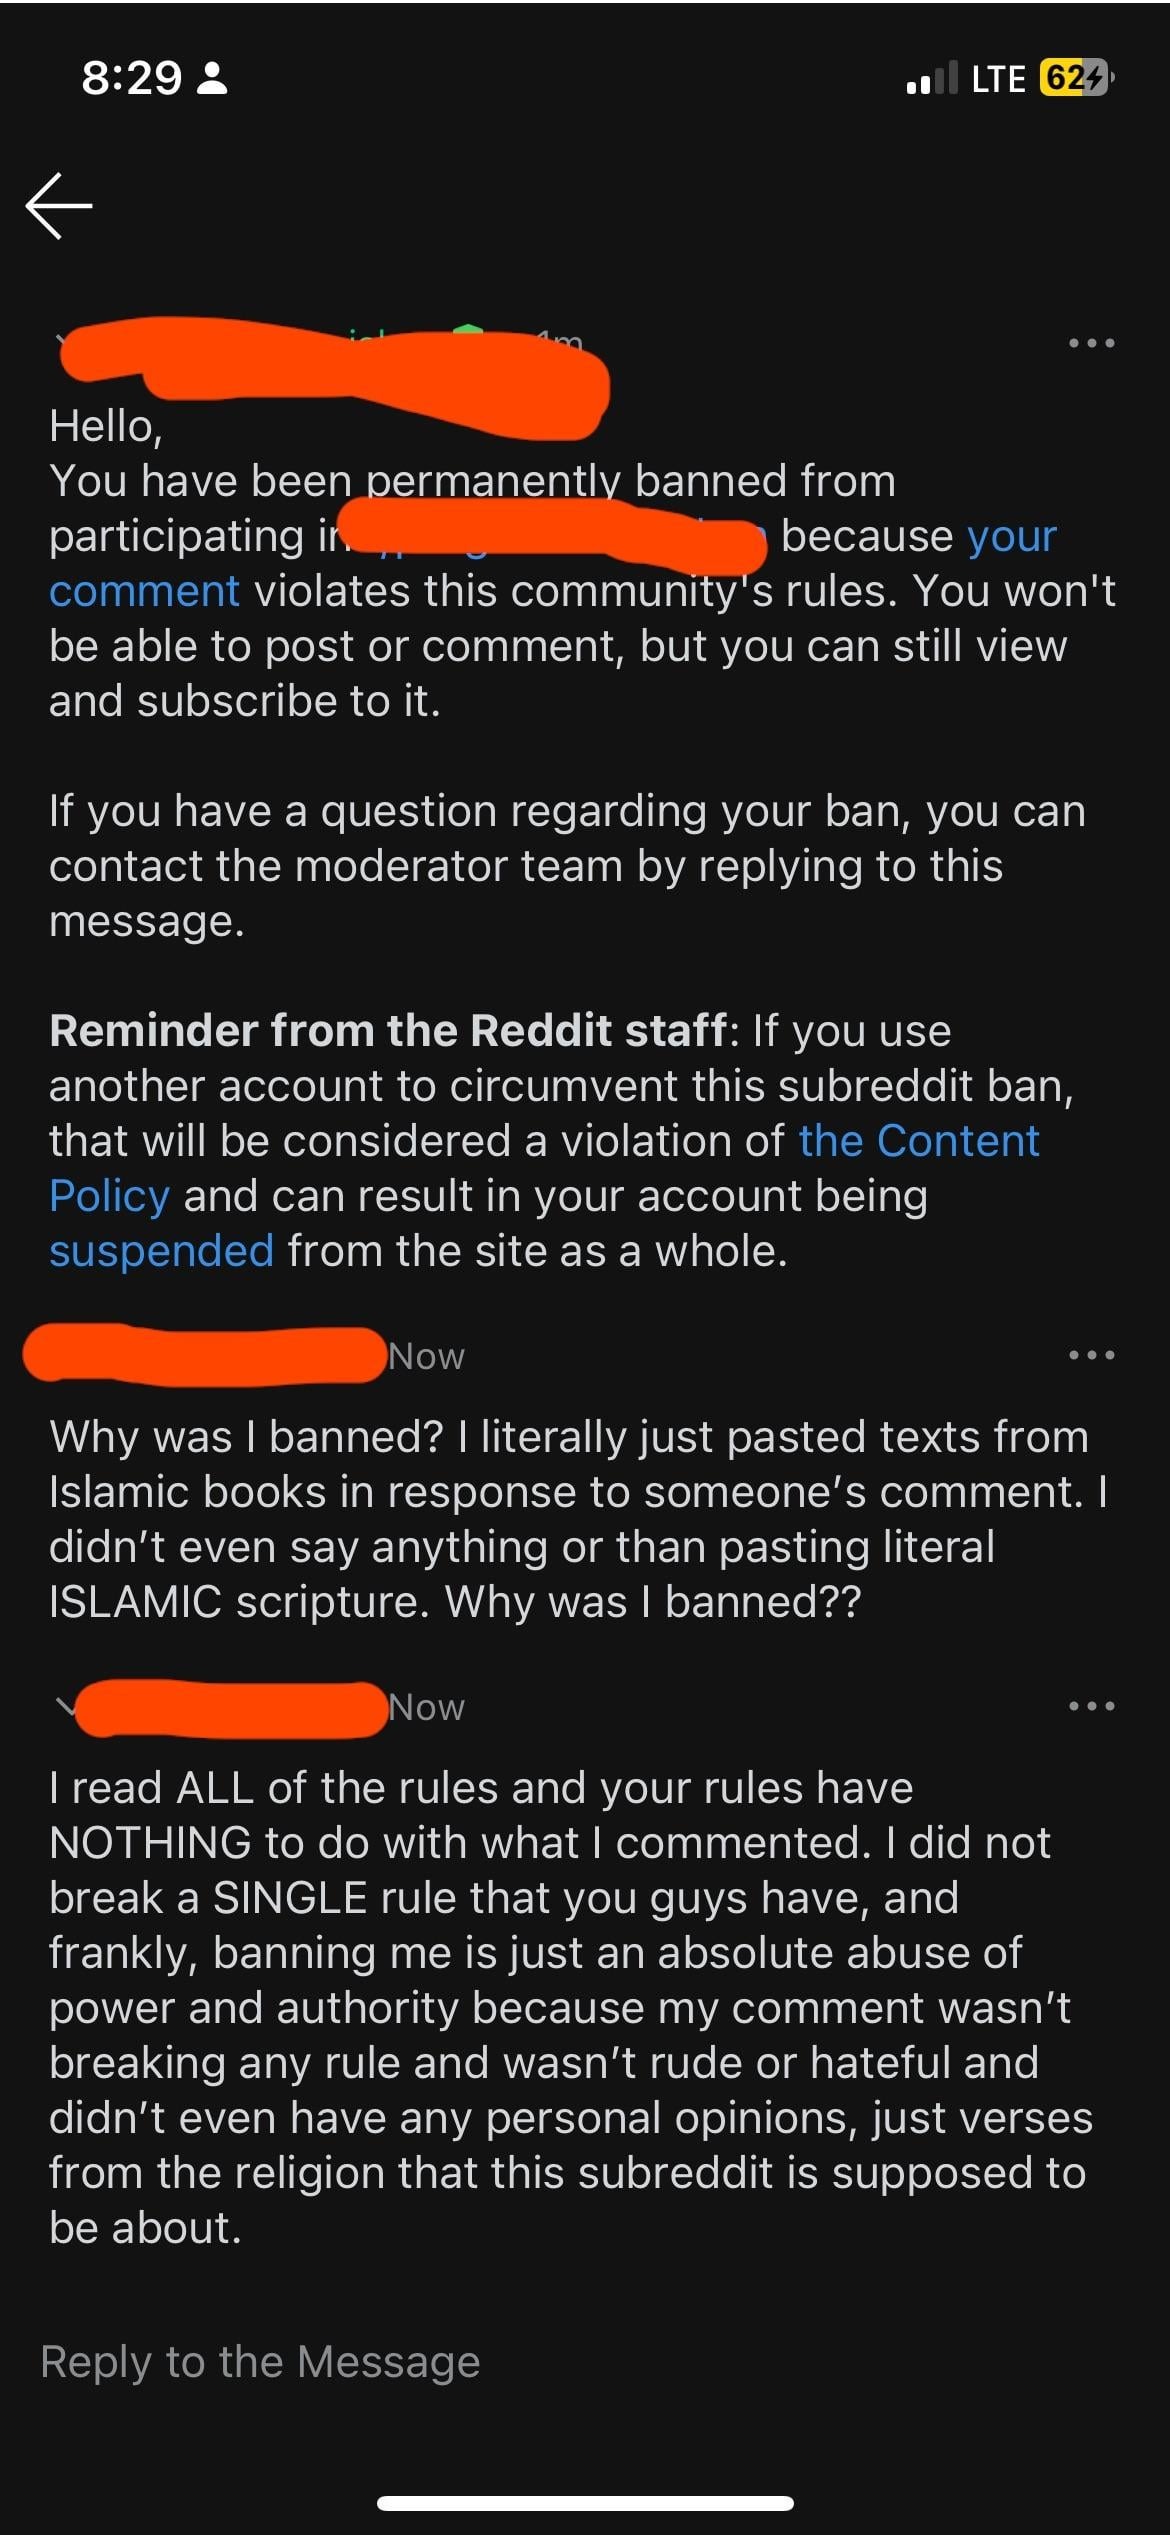 8:29
LTE 62
Hello,
You have been permanently banned from
participating in because your
comment violates this community's rules. You won't
be able to post or comment, but you can still view
and subscribe to it.
If you have a question regarding your ban, you can
contact the moderator team by replying to this
message.
Reminder from the Reddit staff: If you use
another account to circumvent this subreddit ban,
that will be considered a violation of the Content
Policy and can result in your account being
suspended from the site as a whole.
Now
Why was I banned? I literally just pasted texts from
Islamic books in response to someone's comment. I
didn't even say anything or than pasting literal
ISLAMIC scripture. Why was I banned??
Now
I read ALL of the rules and your rules have
NOTHING to do with what I commented. I did not
break a SINGLE rule that you guys have, and
frankly, banning me is just an absolute abuse of
power and authority because my comment wasn't
breaking any rule and wasn't rude or hateful and
didn't even have any personal opinions, just verses
from the religion that this subreddit is supposed to
be about.
Reply to the Message